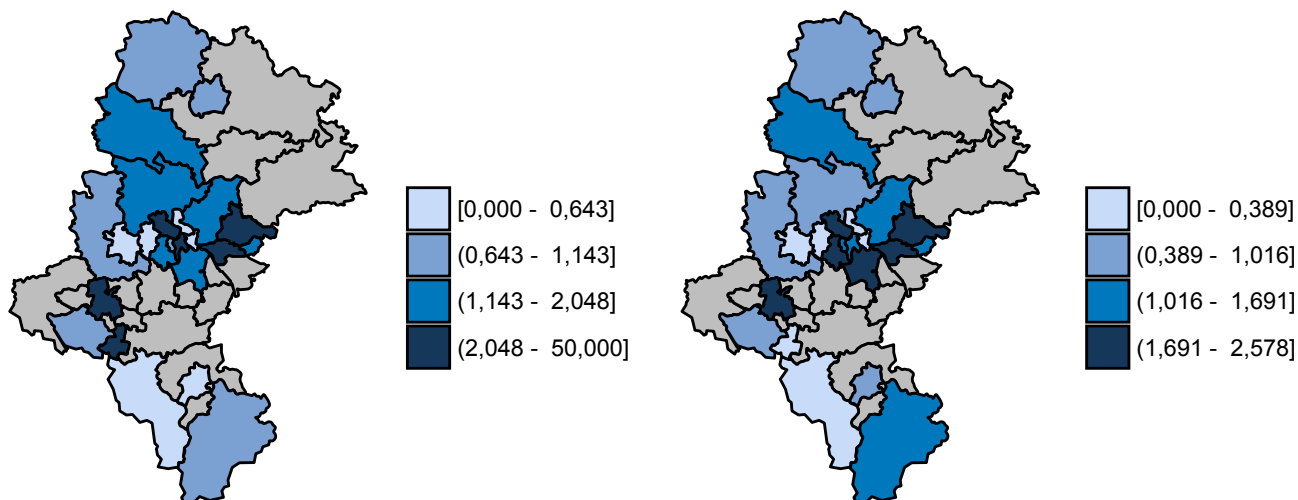 [0,000 - 0,643]
(0,643 - 1,143]
(1,143 - 2,048]
(2,048 - 50,000]
[0,000 - 0,389]
(0,389 - 1,016]
(1,016 - 1,691]
(1,691 - 2,578]